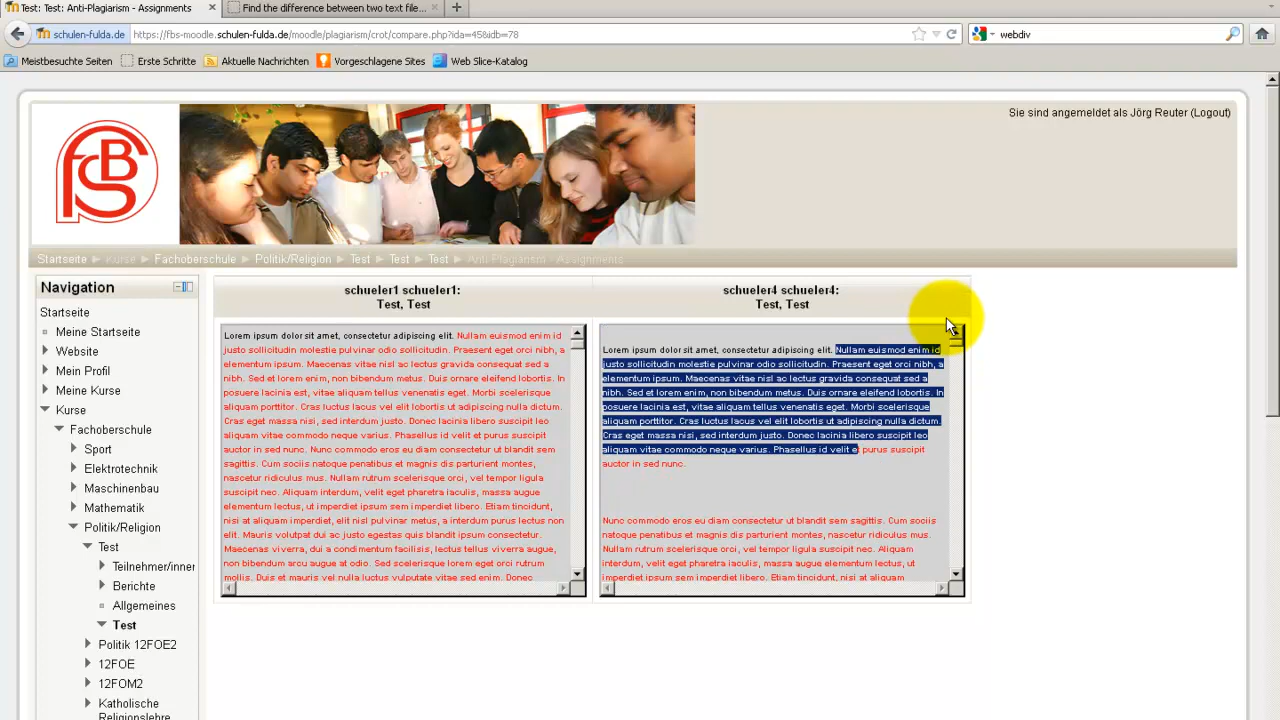 Test: Test: Anti-Plagiarism - Assignments
Find the difference between two text file...
schulen-fulda.de
https://fbs-moodle.schulen-fulda.de/moodle/plagiarism/crot/compare.php?ida=45&idb=78
webdiv
Meistbesuchte Seiten
Erste Schritte
Aktuelle Nachrichten
Vorgeschlagene Sites
Web Slice-Katalog
Sie sind angemeldet als Jörg Reuter (Logout)
Startseite ► Kurse ► Fachoberschule ► Politik/Religion ► Test ► Test ► Test ► Anti-Plagiarism - Assignments
Navigation
Startseite
Meine Startseite
Website
Mein Profil
Meine Kurse
Kurse
Fachoberschule
Sport
Elektrotechnik
Maschinenbau
Mathematik
Politik/Religion
Test
Teilnehmer/inner
Berichte
Allgemeines
Test
Politik 12FOE2
12FOE
12FOM2
Katholische
Religionslehre
schueler1 schueler1:
Test, Test
Lorem ipsum dolor sit amet, consectetur adipiscing elit. Nullam euismod enim id
justo sollicitudin molestie pulvinar odio sollicitudin. Praesent eget orci nibh, a
elementum ipsum. Maecenas vitae nisl ac lectus gravida consequat sed a
nibh. Sed et lorem enim, non bibendum metus. Duis ornare eleifend lobortis. In
posuere lacinia est, vitae aliquam tellus venenatis eget. Morbi scelerisque
aliquam porttitor. Cras luctus lacus vel elit lobortis ut adipiscing nulla dictum.
Cras eget massa nisi, sed interdum justo. Donec lacinia libero suscipit leo
aliquam vitae commodo neque varius. Phasellus id velit et purus suscipit
auctor in sed nunc. Nunc commodo eros eu diam consectetur ut blandit sem
sagittis. Cum sociis natoque penatibus et magnis dis parturient montes,
nascetur ridiculus mus. Nullam rutrum scelerisque orci, vel tempor ligula
suscipit nec. Aliquam interdum, velit eget pharetra iaculis, massa augue
elementum lectus, ut imperdiet ipsum sem imperdiet libero. Etiam tincidunt,
nisi at aliquam imperdiet, elit nisl pulvinar metus, a interdum purus lectus non
elit. Mauris volutpat dui ac justo egestas quis blandit ipsum consectetur.
Maecenas viverra, dui a condimentum facilisis, lectus tellus viverra augue,
mollis. Duis et mauris vel nulla luctus vulputate vitae sed enim. Donec
schueler4 schueler4:
Test, Test
Lorem ipsum dolor sit amet, consectetur adipiscing elit. Nullam euismod enim id
justo sollicitudin molestie pulvinar odio sollicitudin. Praesent eget orci nibh, a
elementum ipsum. Maecenas vitae nisl ac lectus gravida consequat sed a
nibh. Sed et lorem enim, non bibendum metus. Duis ornare eleifend lobortis. In
posuere lacinia est, vitae aliquam tellus venenatis eget. Morbi scelerisque
aliquam porttitor. Cras luctus lacus vel elit lobortis ut adipiscing nulla dictum.
Cras eget massa nisi, sed interdum justo. Donec lacinia libero suscipit leo
aliquam vitae commodo neque varius. Phasellus id velit et purus suscipit
auctor in sed nunc.
Nunc commodo eros eu diam consectetur ut blandit sem sagittis. Cum sociis
natoque penatibus et magnis dis parturient montes, nascetur ridiculus mus.
Nullam rutrum scelerisque orci, vel tempor ligula suscipit nec. Aliquam
interdum, velit eget pharetra iaculis, massa augue elementum lectus, ut
imperdiet ipsum sem imperdiet libero. Etiam tincidunt, nisi at aliquam